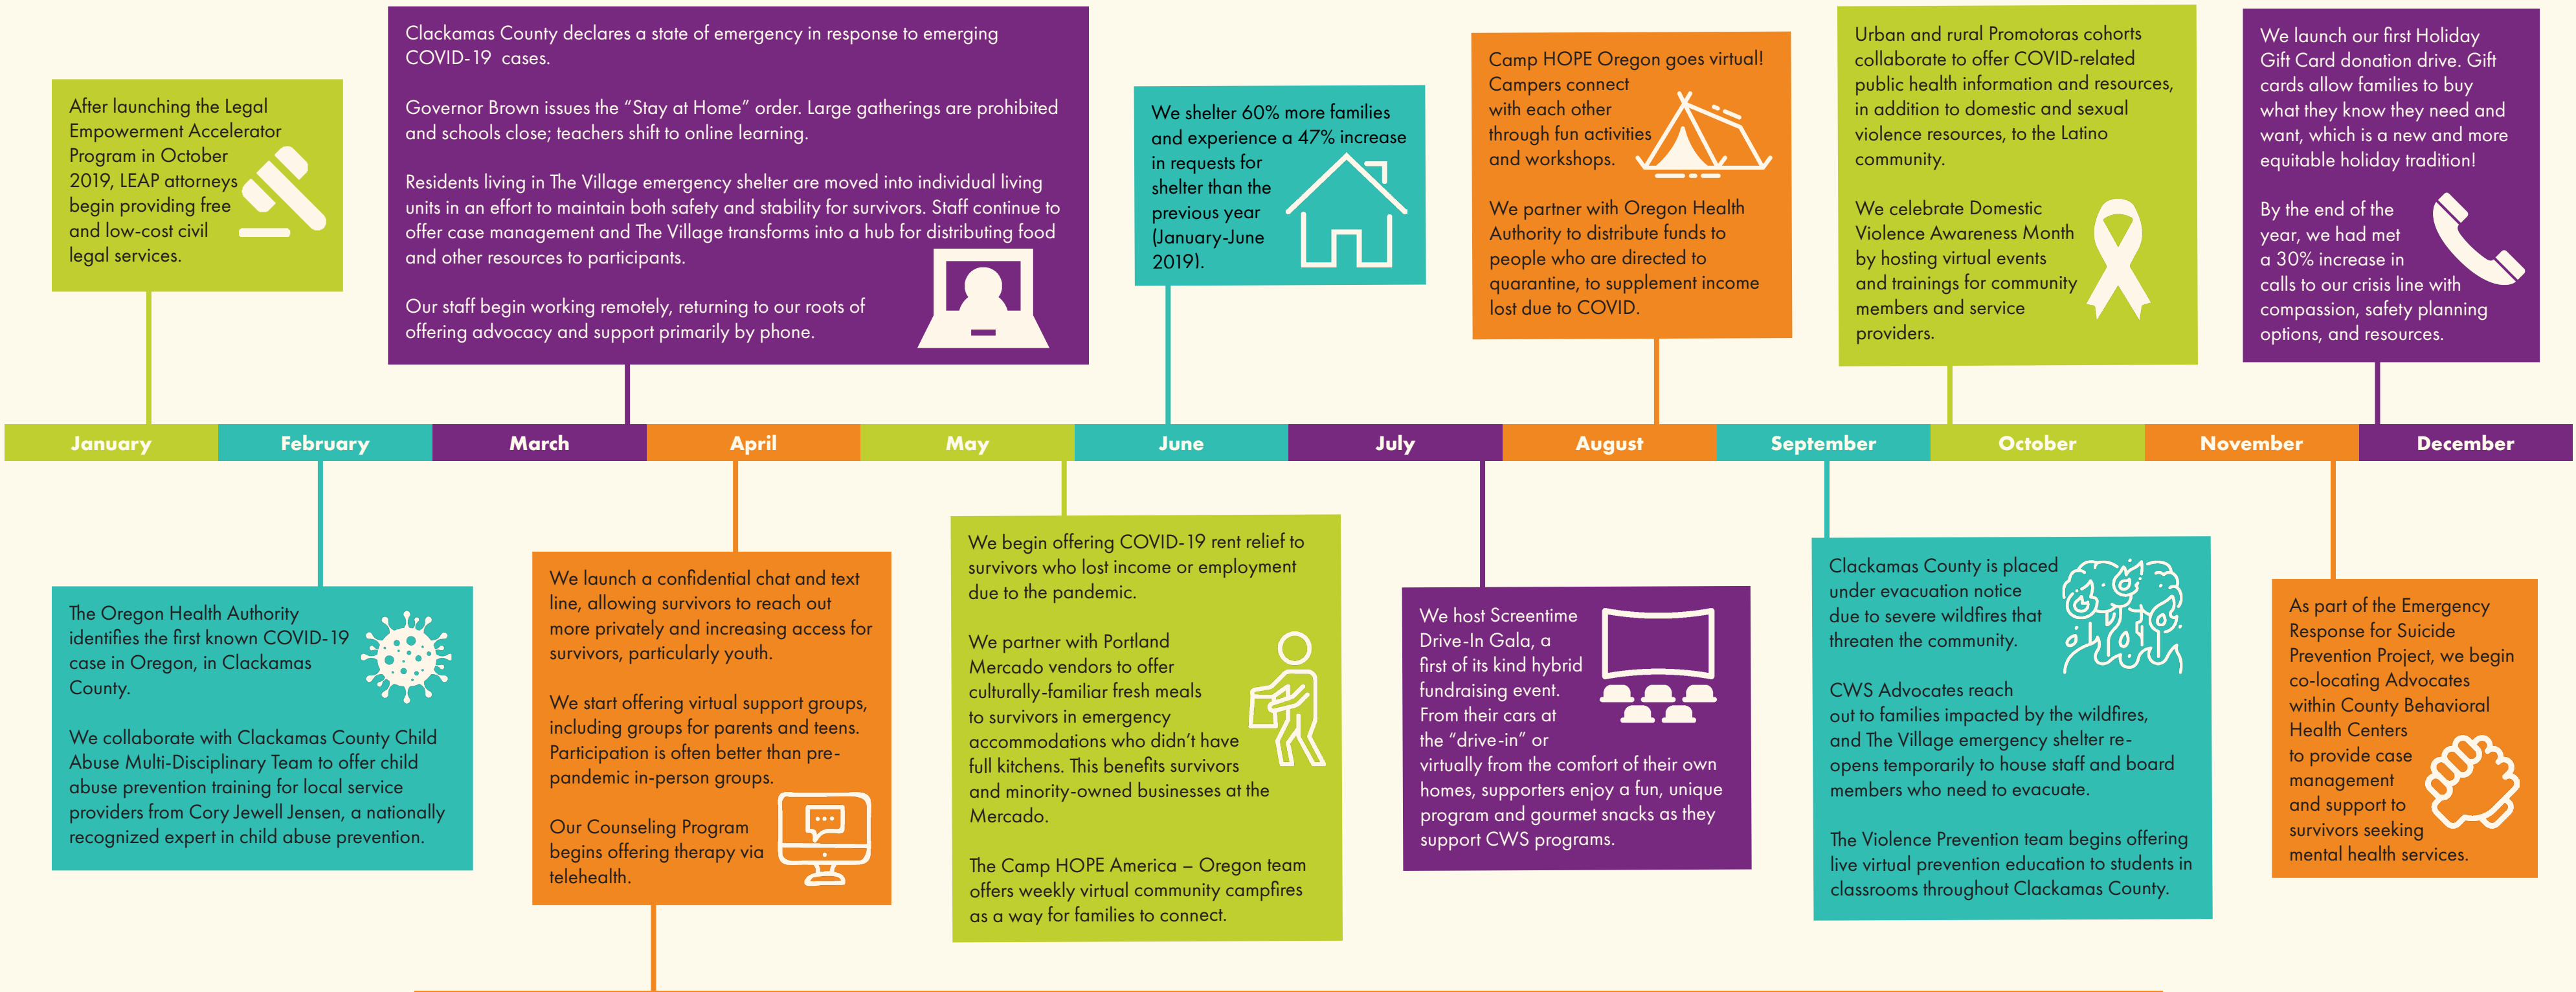 After launching the Legal
Empowerment Accelerator
Program in October
2019, LEAP attorneys
begin providing free
and low-cost civil
legal services.
Clackamas County declares a state of emergency in response to emerging
COVID-19 cases.
Governor Brown issues the “Stay at Home” order. Large gatherings are prohibited
and schools close; teachers shift to online learning.
Residents living in The Village emergency shelter are moved into individual living
units in an effort to maintain both safety and stability for survivors. Staff continue to
offer case management and The Village transforms into a hub for distributing food
and other resources to participants.
Our staff begin working remotely, returning to our roots of
offering advocacy and support primarily by phone.
We shelter 60% more families
and experience a 47% increase
in requests for
shelter than the
previous year
(January-June
2019).
Camp HOPE Oregon goes virtual!
Campers connect
with each other
through fun activities
and workshops.
We partner with Oregon Health
Authority to distribute funds to
people who are directed to
quarantine, to supplement income
lost due to COVID.
Urban and rural Promotoras cohorts
collaborate to offer COVID-related
public health information and resources,
in addition to domestic and sexual
violence resources, to the Latino
community.
We celebrate Domestic
Violence Awareness Month
by hosting virtual events
and trainings for community
members and service
providers.
We launch our first Holiday
Gift Card donation drive. Gift
cards allow families to buy
what they know they need and
want, which is a new and more
equitable holiday tradition!
By the end of the
year, we had met
a 30% increase in
calls to our crisis line with
compassion, safety planning
options, and resources.
January
February
March
April
May
June
July
August
September
October
November
December
The Oregon Health Authority
identifies the first known COVID-19
case in Oregon, in Clackamas
County.
We collaborate with Clackamas County Child
Abuse Multi-Disciplinary Team to offer child
abuse prevention training for local service
providers from Cory Jewell Jensen, a nationally
recognized expert in child abuse prevention.
We launch a confidential chat and text
line, allowing survivors to reach out
more privately and increasing access for
survivors, particularly youth.
We start offering virtual support groups,
including groups for parents and teens.
Participation is often better than pre-
pandemic in-person groups.
Our Counseling Program
begins offering therapy via
telehealth.
We begin offering COVID-19 rent relief to
survivors who lost income or employment
due to the pandemic.
We partner with Portland
Mercado vendors to offer
culturally-familiar fresh meals
to survivors in emergency
accommodations who didn’t have
full kitchens. This benefits survivors
and minority-owned businesses at the
Mercado.
The Camp HOPE America – Oregon team
offers weekly virtual community campfires
as a way for families to connect.
We host Screentime
Drive-In Gala, a
first of its kind hybrid
fundraising event.
From their cars at
the “drive-in” or
virtually from the comfort of their own
homes, supporters enjoy a fun, unique
program and gourmet snacks as they
support CWS programs.
Clackamas County is placed
under evacuation notice
due to severe wildfires that
threaten the community.
CWS Advocates reach
out to families impacted by the wildfires,
and The Village emergency shelter re-
opens temporarily to house staff and board
members who need to evacuate.
The Violence Prevention team begins offering
live virtual prevention education to students in
classrooms throughout Clackamas County.
As part of the Emergency
Response for Suicide
Prevention Project, we begin
co-locating Advocates
within County Behavioral
Health Centers
to provide case
management
and support to
survivors seeking
mental health services.